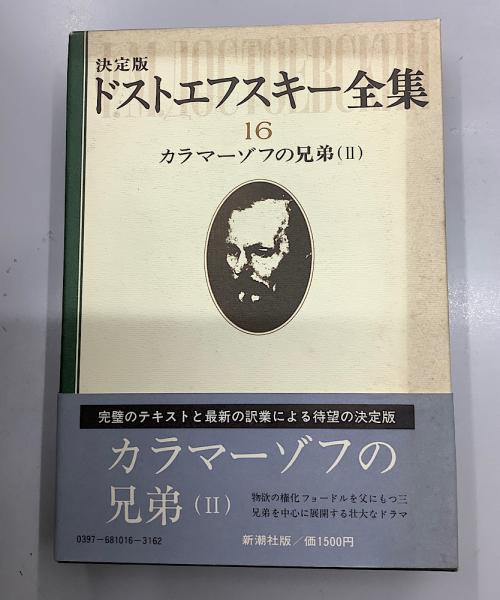 決定版
ドストエフスキー全集
16
カラマーゾフの兄弟(II)
完璧のテキストと最新の訳業による待望の決定版
カラマーゾフの
兄弟(II)
物欲の権化フョードルを父にもつ三
兄弟を中心に展開する壮大なドラマ
0397-681016-3162
新潮社版/価1500円